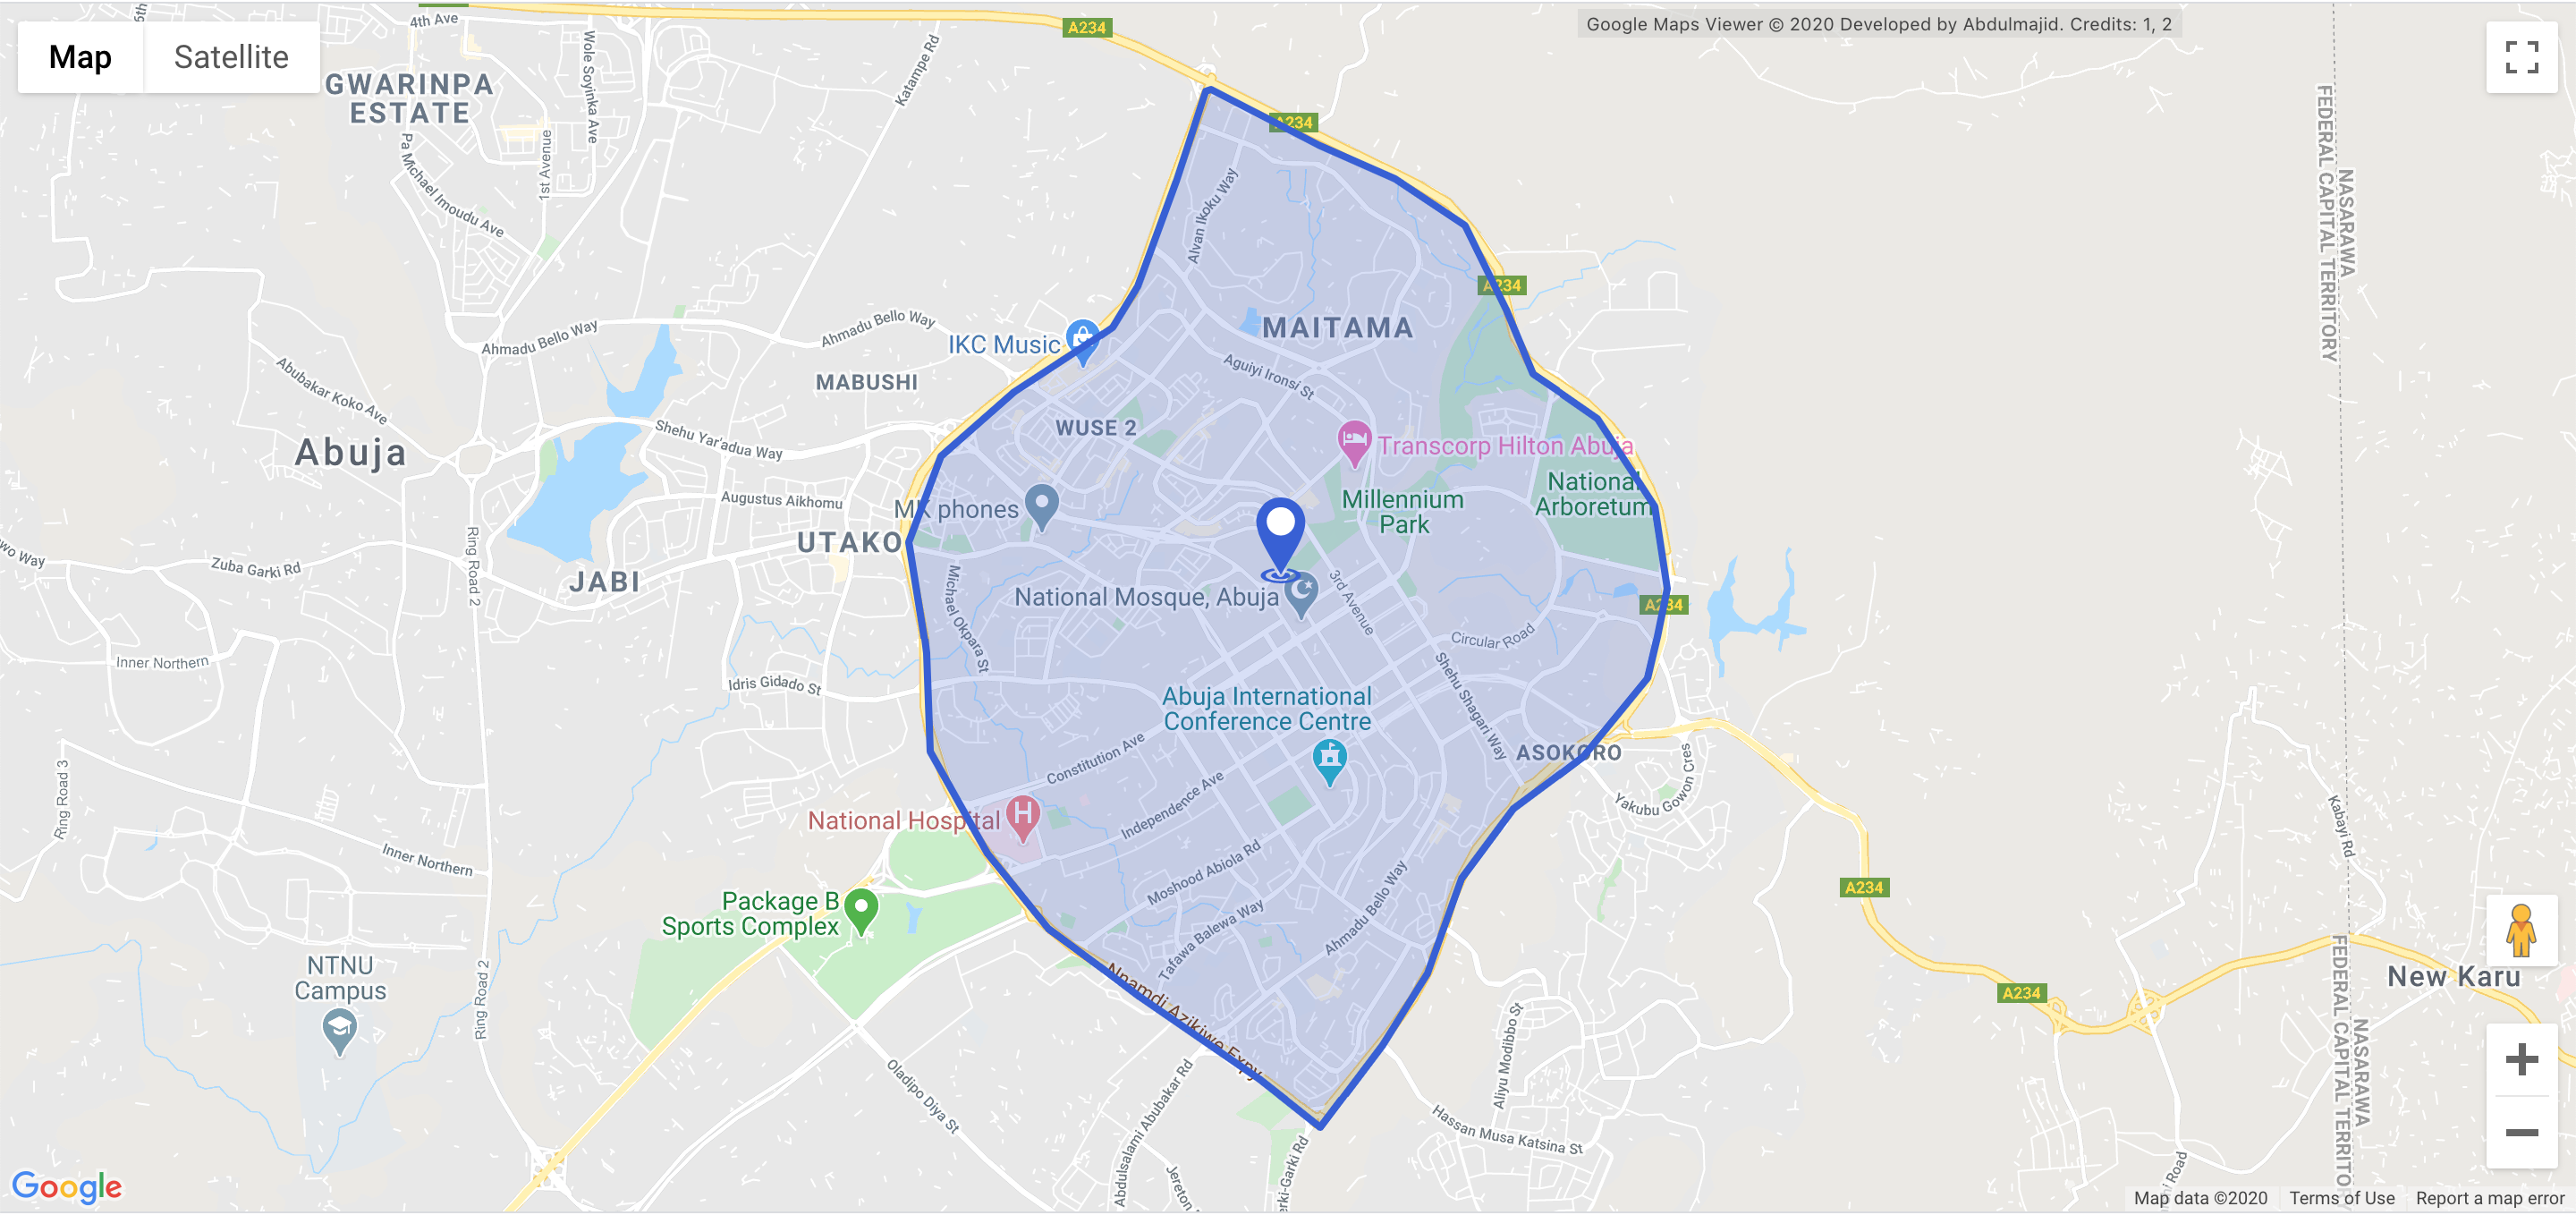 Map
Satellite
Google Maps Viewer © 2020 Developed by Abdulmajid. Credits: 1, 2
4th Ave
Wole Soyinka Ave
Katampe Rd
A234
GWARINPA
ESTATE
A234
1st Avenue
Pa Michael Imoudu Ave
Alvan Ikoku Way
FEDERAL CAPITAL TERRITORY
NASARAWA
A234
Ahmadu Bello Way
Ahmadu Bello Way
IKC Music
MAITAMA
Abubakar Koko Ave
MABUSHI
Aguiyi Ironsi St
WUSE 2
Abuja
Shehu Yar'adua Way
Transcorp Hilton Abuja
National
Arboretum
Augustus Aikhomu
MK phones
Millennium
Park
UTAKO
Zuba Garki Rd
Ring Road 2
JABI
Michael Okpara St
National Mosque, Abuja
3rd Avenue
A234
Circular Road
Inner Northern
Idris Gidado St
Shehu Shagari Way
Abuja International
Conference Centre
ASOKORO
Constitution Ave
Yakubu Gowon Cres
Ring Road 3
Independence Ave
National Hospital
Kabayi Rd
Inner Northern
Moshood Abiola Rd
A234
Package B
Sports Complex
Tafawa Balewa Way
Ahmadu Bello Way
NTNU
Campus
Ring Road 2
Nnamdi Azikiwe Expy
A234
New Karu
FEDERAL CAPITAL TERRITO
NASARAWA
Oladipo Diya St
Abdulsalami Abubakar Rd
Aliyu Modibbo St
Hassan Musa Katsina St
Jereton
erki-Garki Rd
Road
Google
Map data ©2020
Terms of Use
Report a map error